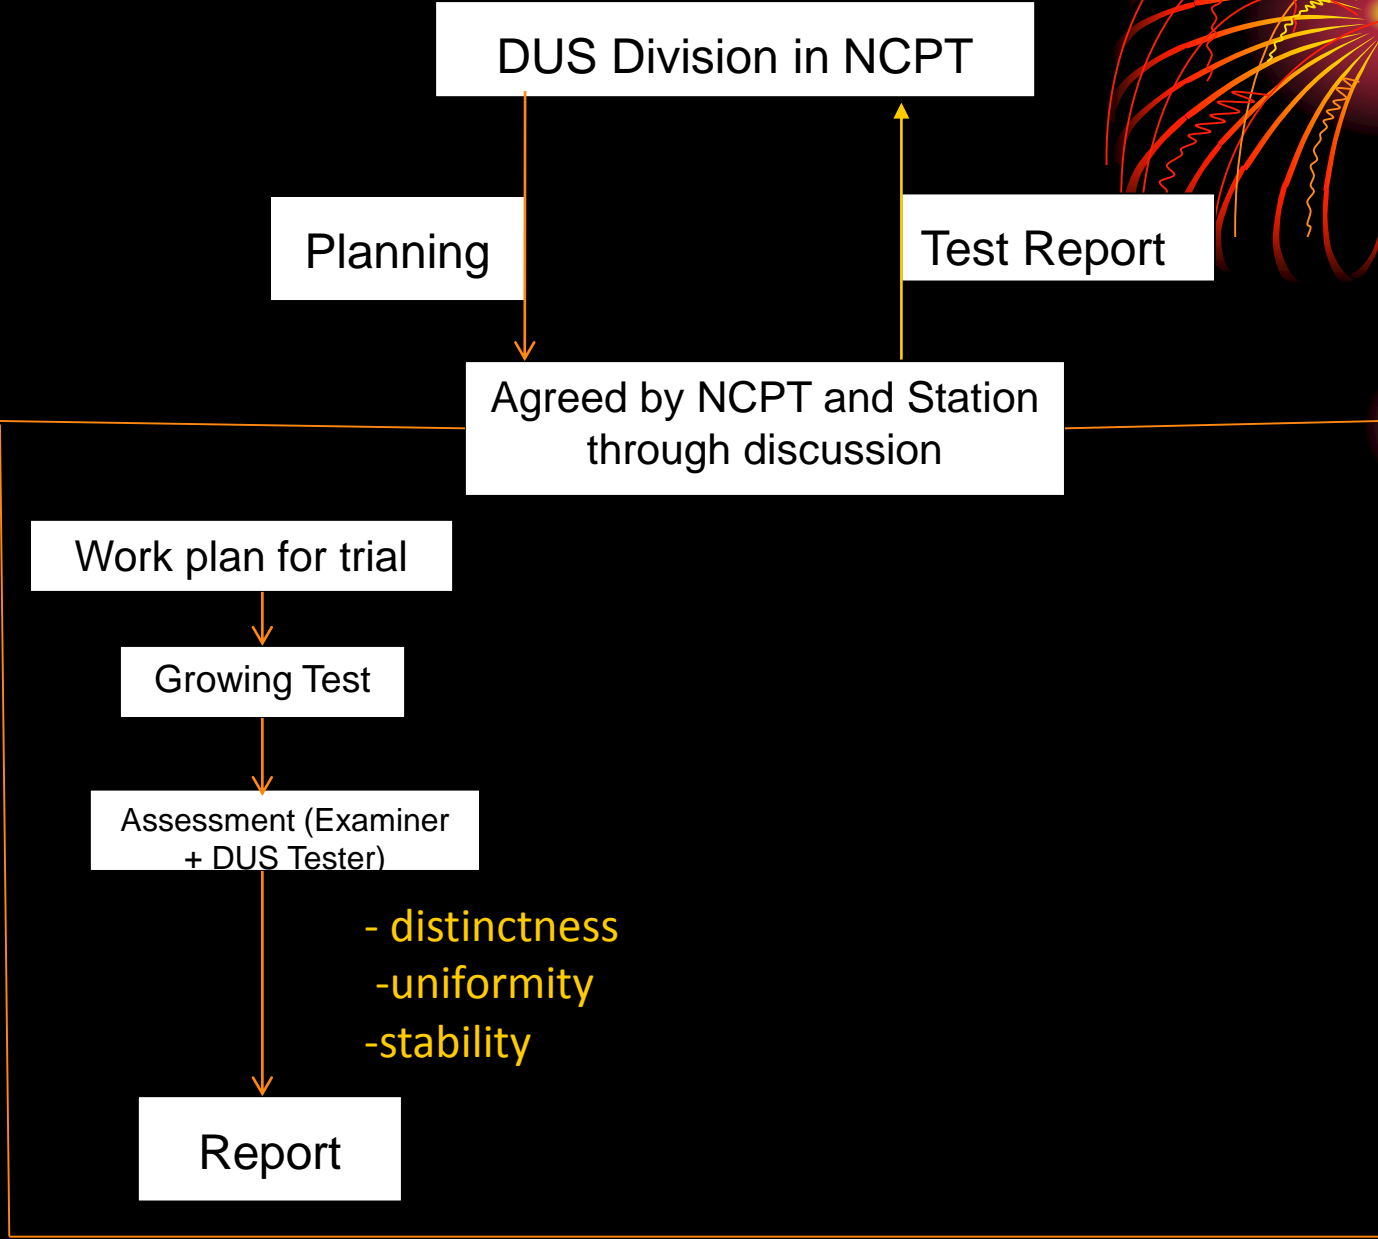 DUS Division in NCPT
Planning
Test Report
Agreed by NCPT and Station
through discussion
Work plan for trial
Growing Test
Assessment (Examiner
+ DUS Tester)
- distinctness
-uniformity
-stability
Report